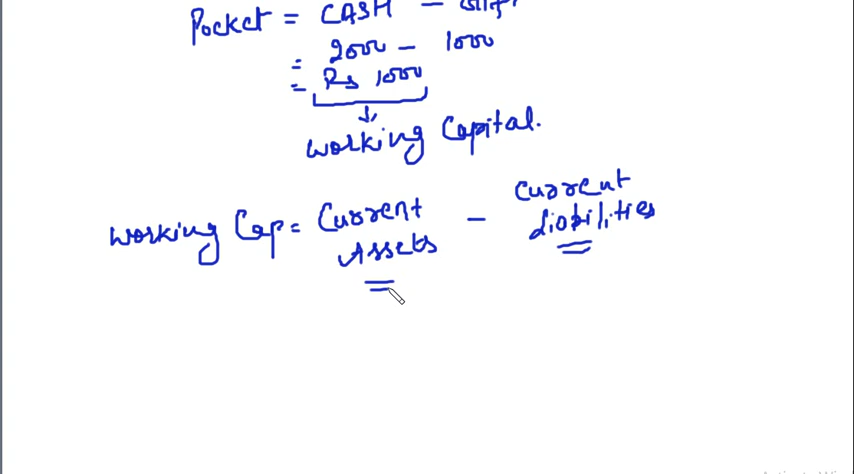 Pocket = CASH -
= 2000 - 1000
= Rs 1000
Working Capital.
Working Cap = Current Assets - Current Liabilities